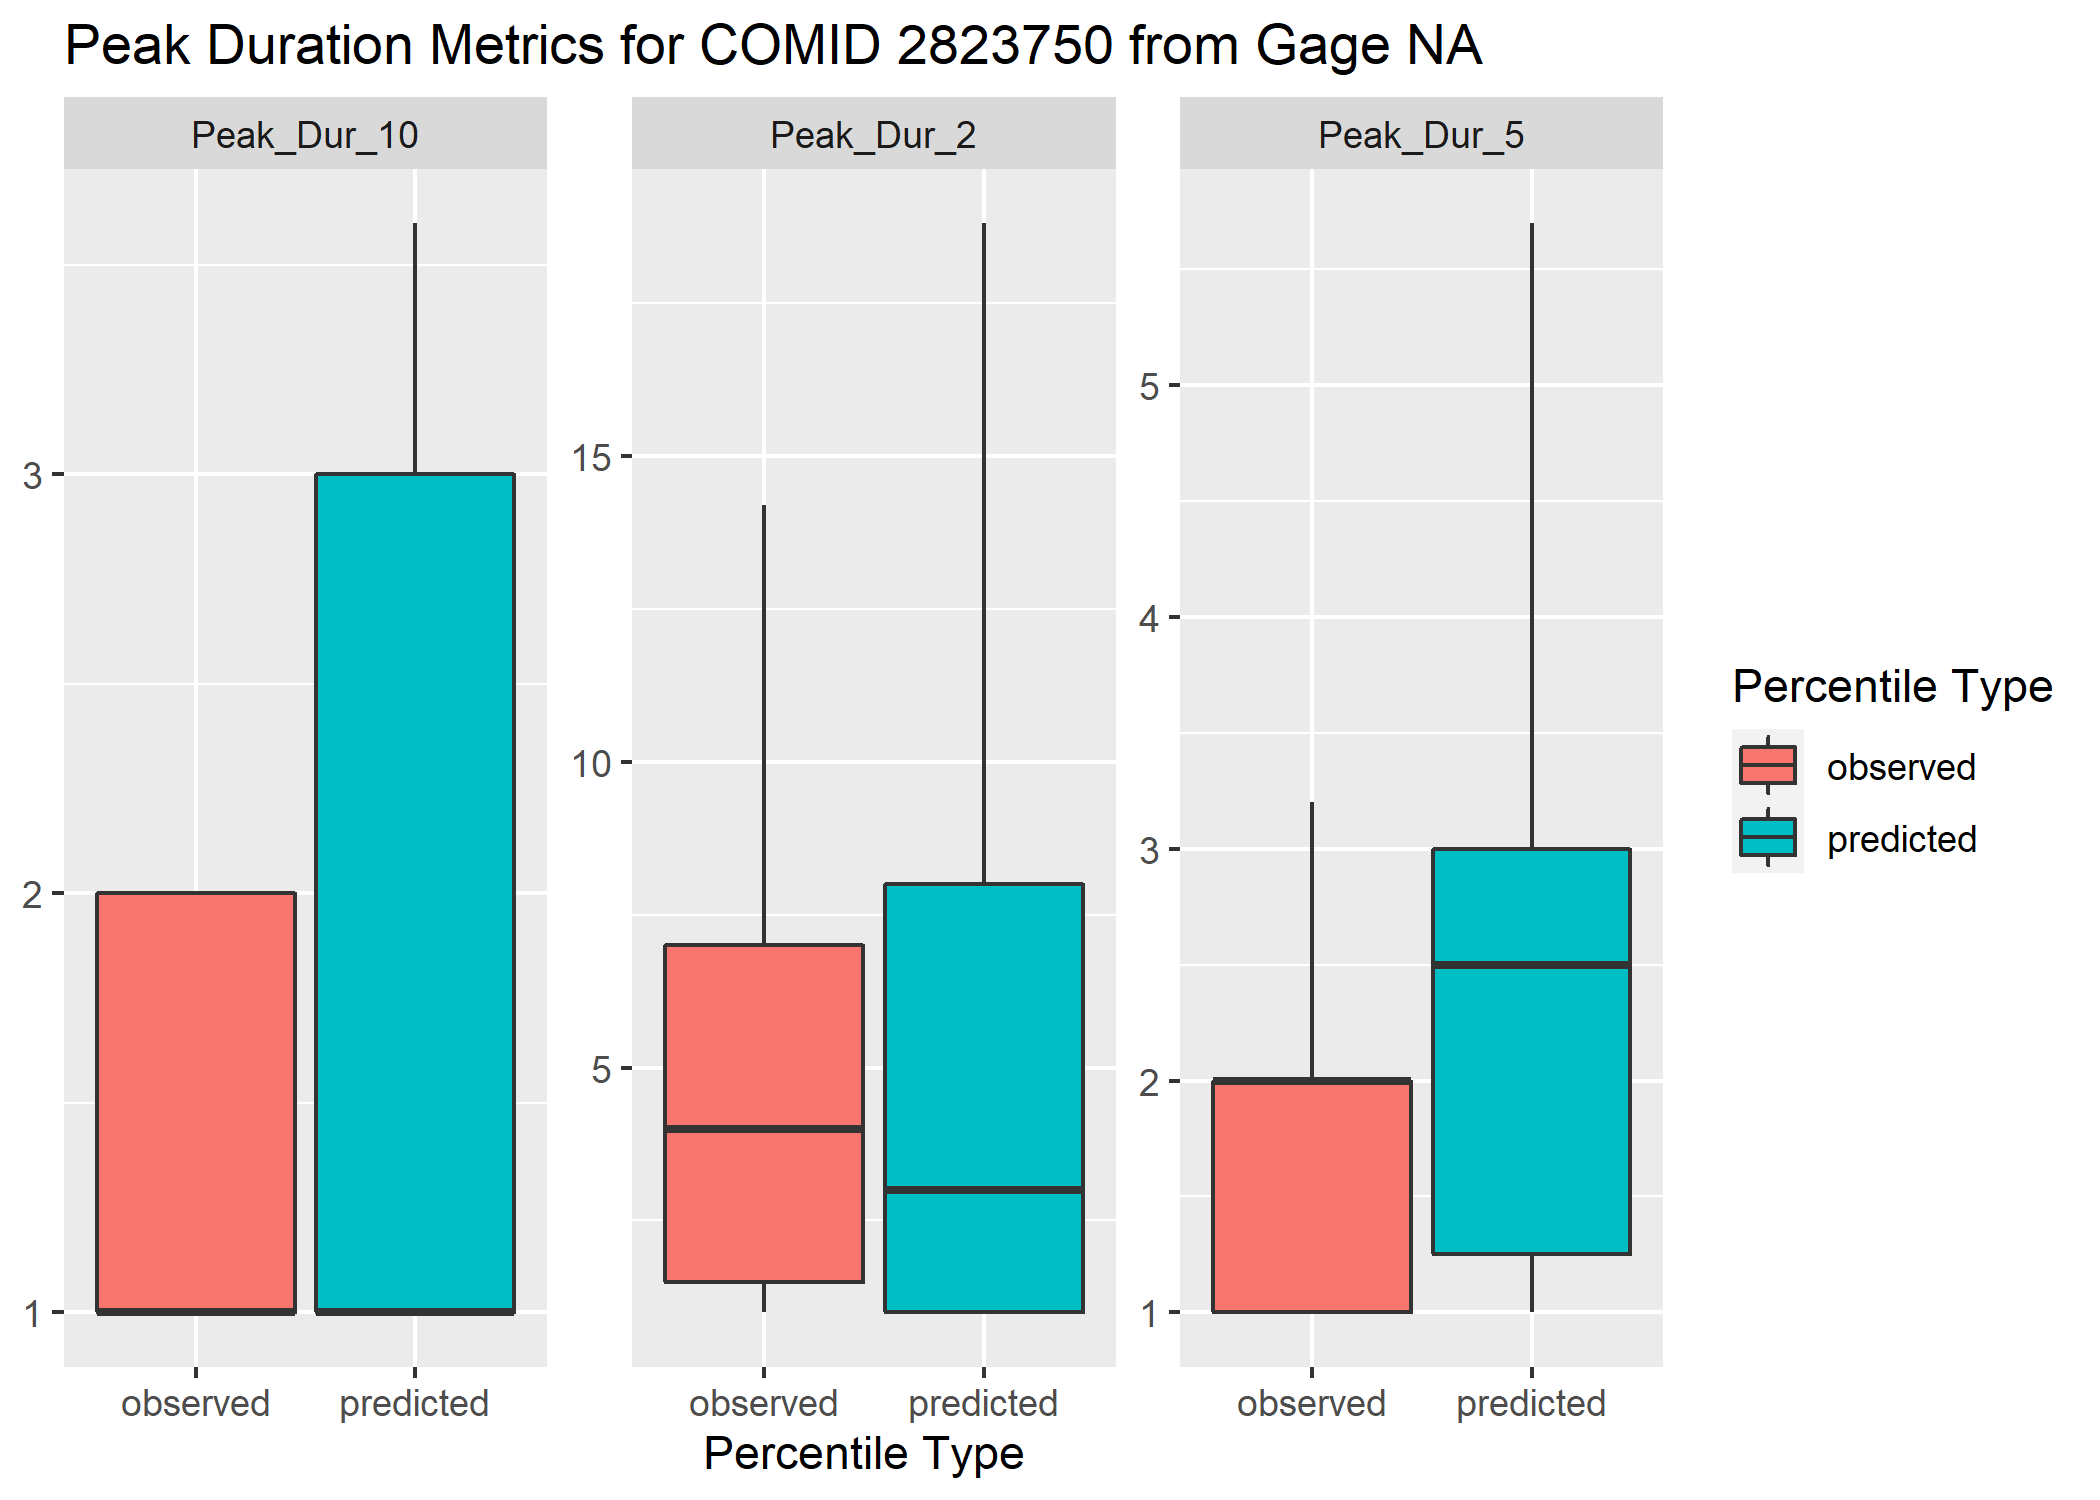 Peak Duration Metrics for COMID 2823750 from Gage NA
Peak_Dur_10
Peak_Dur_2
Peak_Dur_5
3
2
1
15
10
5
5
4
3
2
1
observed
predicted
observed
predicted
observed
predicted
Percentile Type
Percentile Type
observed
predicted